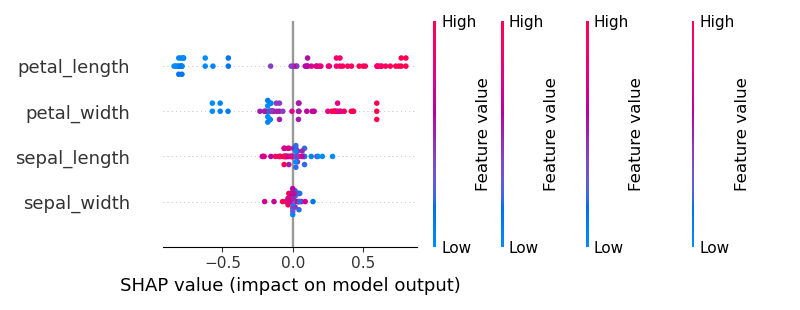 petal_length
petal_width
sepal_length
sepal_width
−0.5 0.0 0.5
SHAP value (impact on model output)
High
Feature value
Low
High
Feature value
Low
High
Feature value
Low
High
Feature value
Low